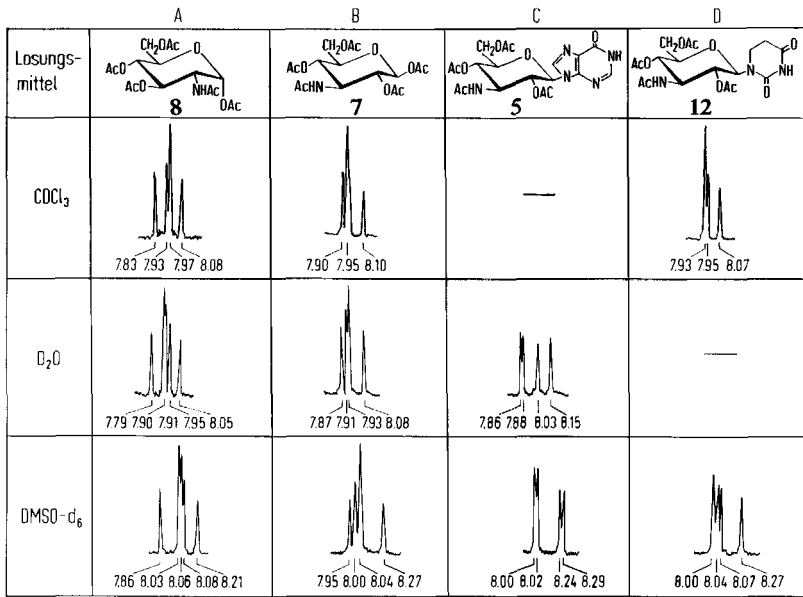 A B C D
Losungs-
mittel
CH₂OAc O AcO AcO NHAc OAc
8
CH₂OAc O AcO AcHN OAc OAc
7
CH₂OAc O AcO AcHN OAc N N N NH O
5
CH₂OAc O AcO AcHN OAc N NH O O
12
CDCl₃
7.83 7.93 7.97 8.08
7.90 7.95 8.10
7.93 7.95 8.07
D₂O
7.79 7.90 7.91 7.95 8.05
7.87 7.91 7.93 8.08
7.86 7.88 8.03 8.15
DMSO-d₆
7.86 8.03 8.06 8.08 8.21
7.95 8.00 8.04 8.27
8.00 8.02 8.24 8.29
8.00 8.04 8.07 8.27